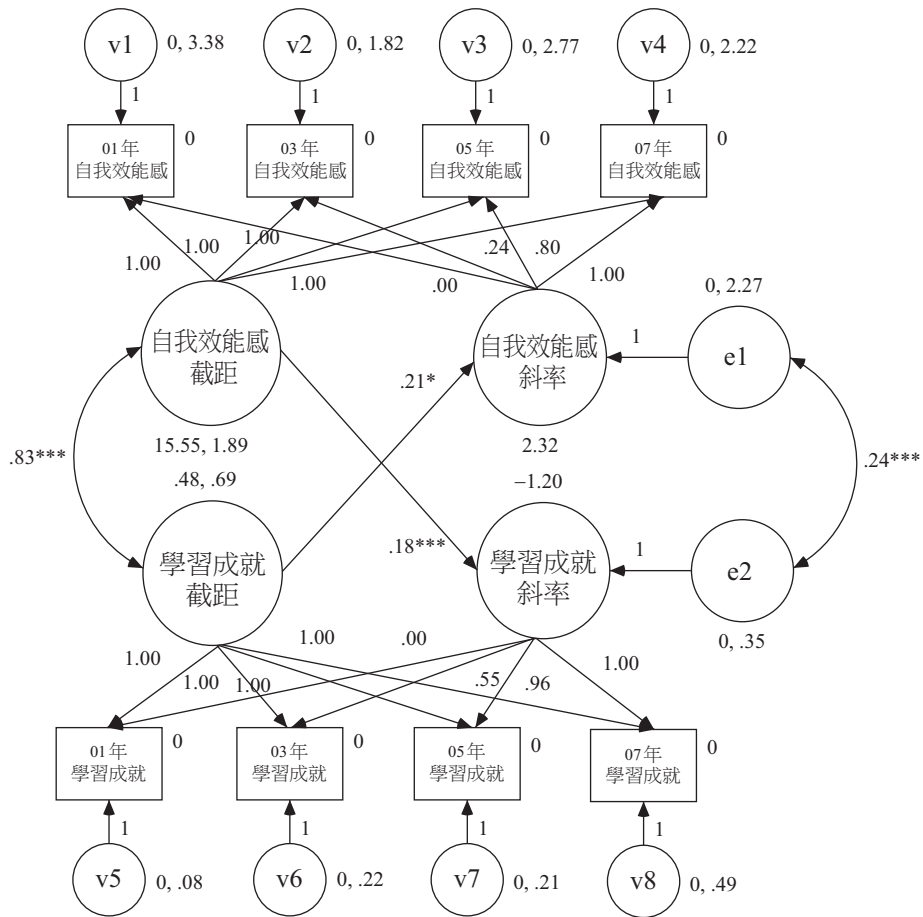 v1
0, 3.38
v2
0, 1.82
v3
0, 2.77
v4
0, 2.22
1
1
1
1
01年
自我效能感
0
03年
自我效能感
0
05年
自我效能感
0
07年
自我效能感
0
1.00
1.00
1.00
1.00
.00
.24
.80
1.00
自我效能感
截距
自我效能感
斜率
1
e1
0, 2.27
.21*
15.55, 1.89
2.32
.83***
.24***
.48, .69
−1.20
.18***
學習成就
截距
學習成就
斜率
1
e2
0, .35
1.00
1.00
1.00
1.00
.00
.55
.96
1.00
01年
學習成就
0
03年
學習成就
0
05年
學習成就
0
07年
學習成就
0
1
1
1
1
v5
0, .08
v6
0, .22
v7
0, .21
v8
0, .49